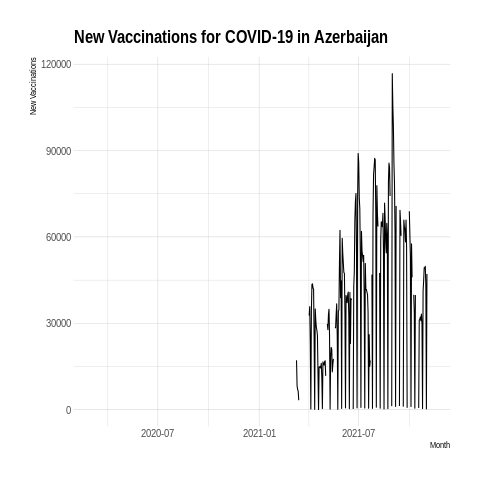 New Vaccinations for COVID-19 in Azerbaijan
New Vaccinations
120000
90000
60000
30000
0
2020-07 2021-01 2021-07
Month